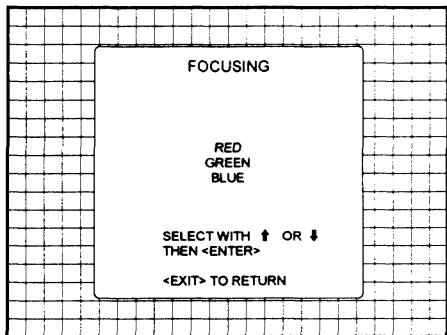 FOCUSING
RED
GREEN
BLUE
SELECT WITH ⬆ OR ⬇
THEN <ENTER>
<EXIT> TO RETURN